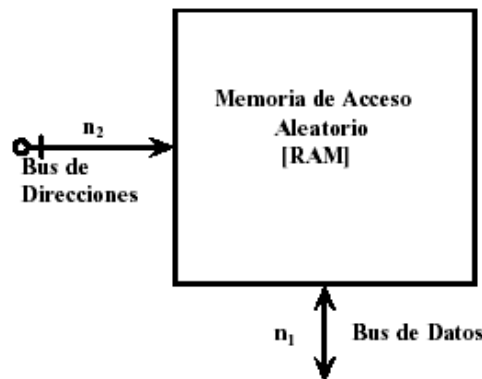 Memoria de Acceso
Aleatorio
[RAM]
n₂
Bus de
Direcciones
n₁ Bus de Datos